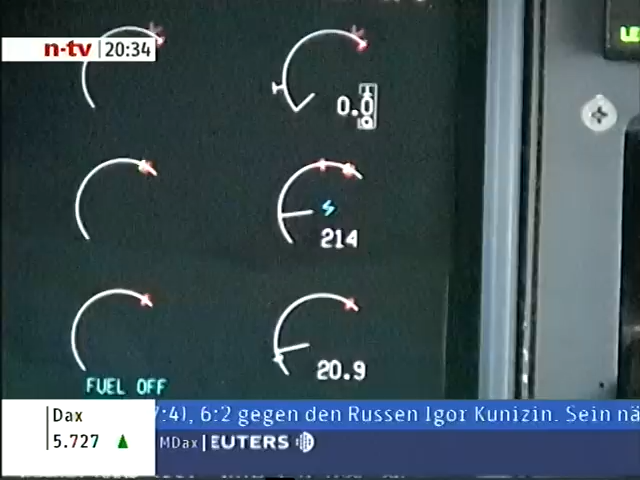 n-tv 20:34
LE
0.0
214
20.9
FUEL OFF
Dax
5.727
7:4), 6:2 gegen den Russen Igor Kunizin. Sein nä
MDax EUTERS